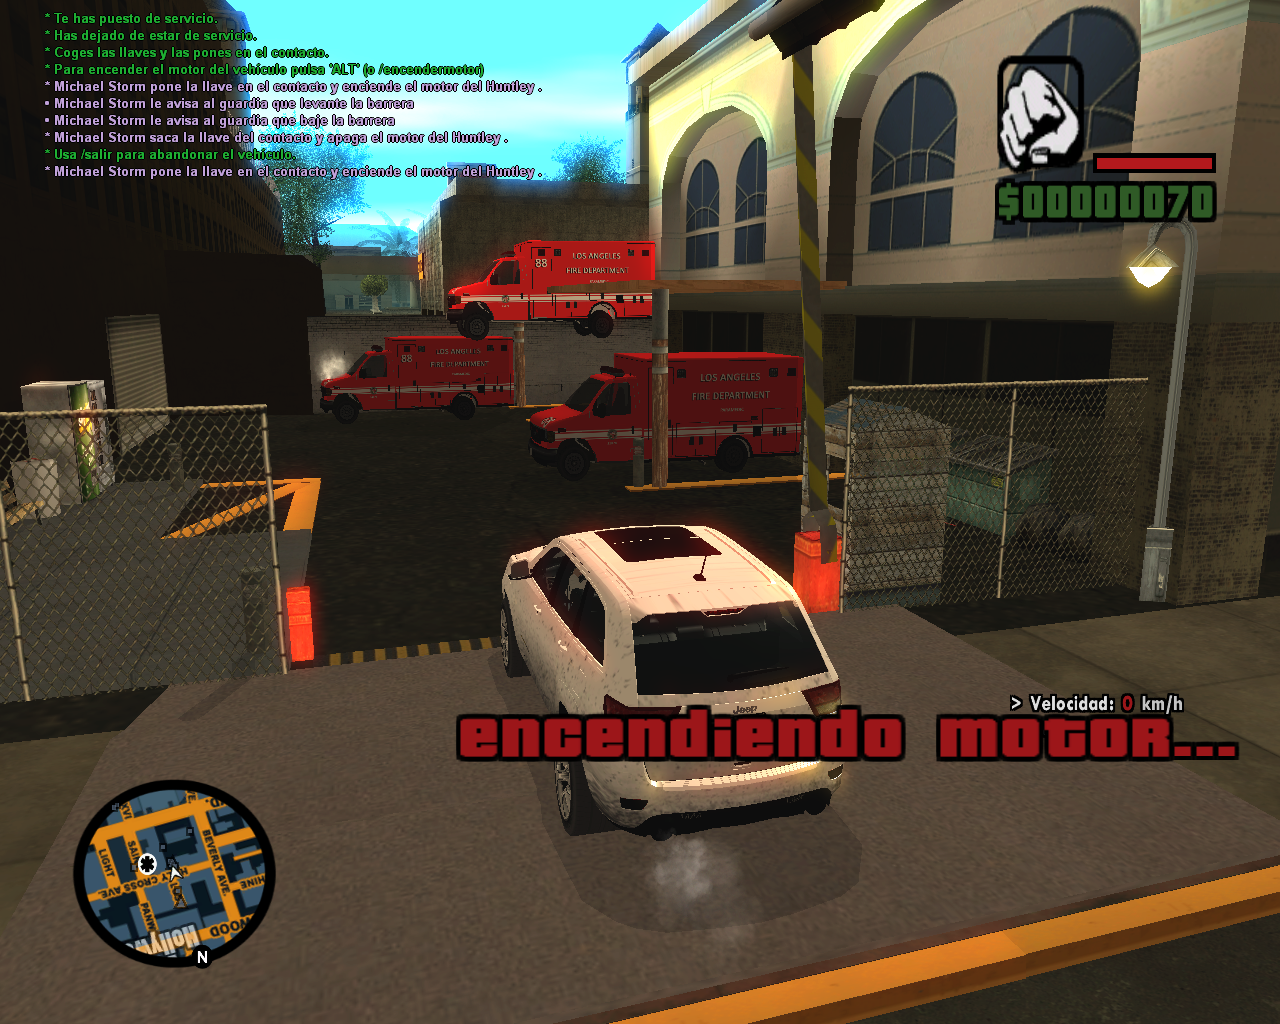 * Te has puesto de servicio.
* Has dejado de estar de servicio.
* Coges las llaves y las pones en el contacto.
* Para encender el motor del vehículo pulsa 'ALT' (o /encendermotor)
* Michael Storm pone la llave en el contacto y enciende el motor del Huntley .
• Michael Storm le avisa al guardia que levante la barrera
• Michael Storm le avisa al guardia que baje la barrera
* Michael Storm saca la llave del contacto y apaga el motor del Huntley .
* Usa /salir para abandonar el vehículo.
* Michael Storm pone la llave en el contacto y enciende el motor del Huntley .
$00000070
88
LOS ANGELES
FIRE DEPARTMENT
88
LOS ANGELES
FIRE DEPARTMENT
LOS ANGELES
FIRE DEPARTMENT
> Velocidad: 0 km/h
Jeep
encendiendo motor...
LIGHT
BEVERLY AVE.
CROSS AVE.
N